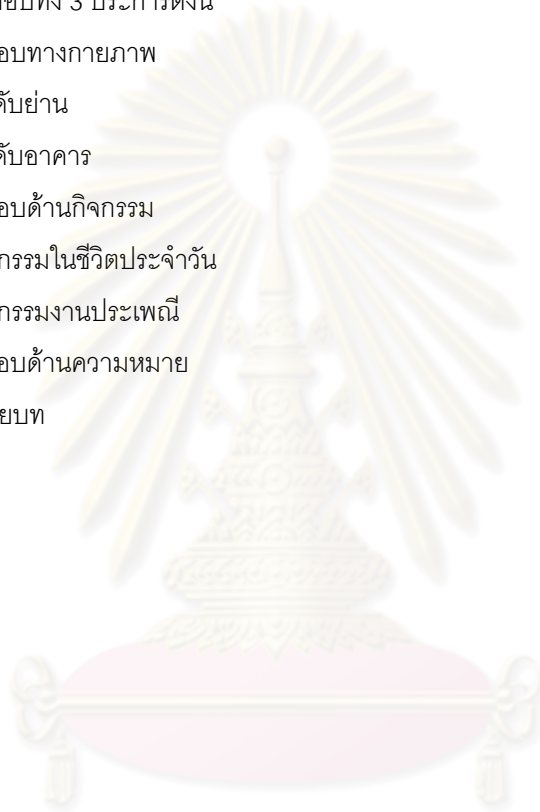 อบทั้ง 3 ประการดังนี้
อบทางกายภาพ
ดับย่าน
ดับอาคาร
อบด้านกิจกรรม
กรรมในชีวิตประจำวัน
กรรมงานประเพณี
อบด้านความหมาย
ยบท